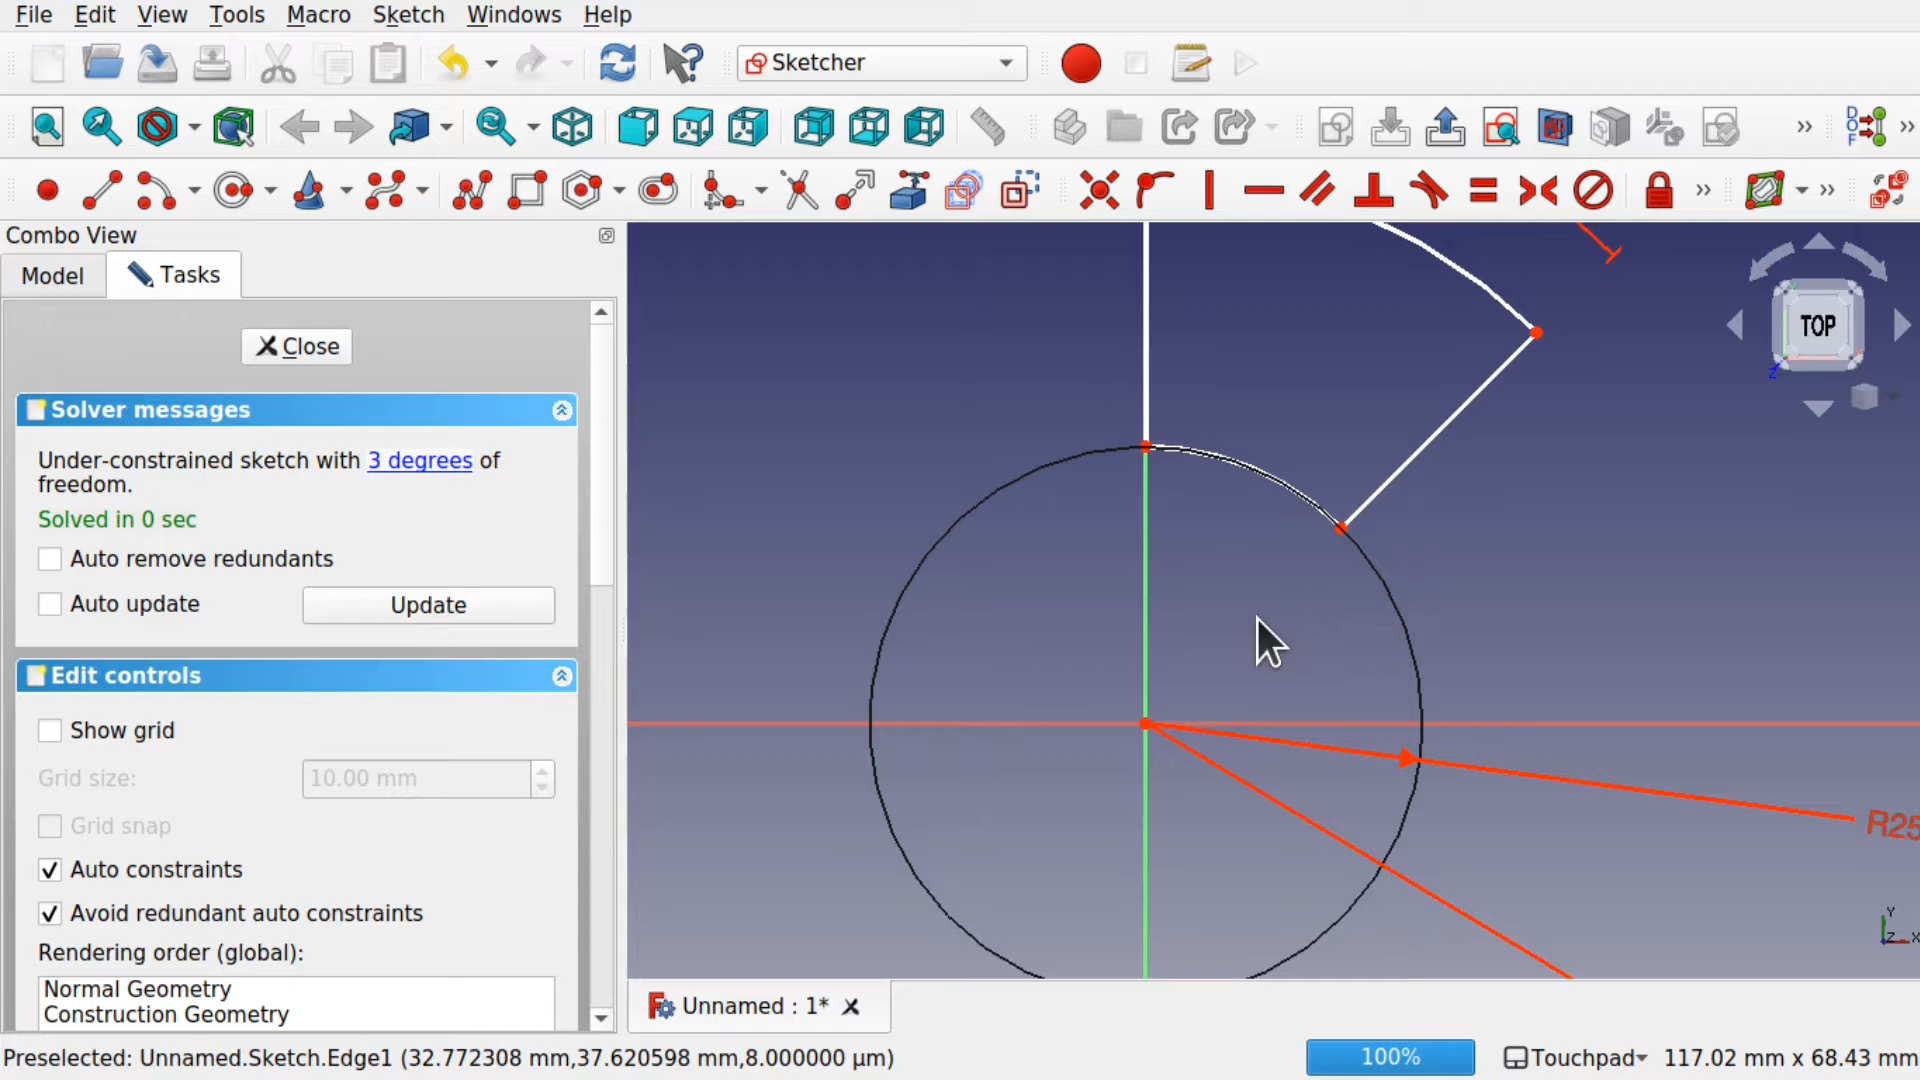 File Edit View Tools Macro Sketch Windows Help
Sketcher
DOF
Combo View
Model Tasks
Close
TOP
Solver messages
Under-constrained sketch with 3 degrees of
freedom.
Solved in 0 sec
Auto remove redundants
Auto update Update
Edit controls
Show grid
Grid size: 10.00 mm
Grid snap
Auto constraints
Avoid redundant auto constraints
Rendering order (global):
Normal Geometry
Construction Geometry
R25
Y
Z X
Z
Unnamed : 1*
Preselected: Unnamed.Sketch.Edge1 (32.772308 mm,37.620598 mm,8.000000 µm) 100% Touchpad 117.02 mm x 68.43 mm